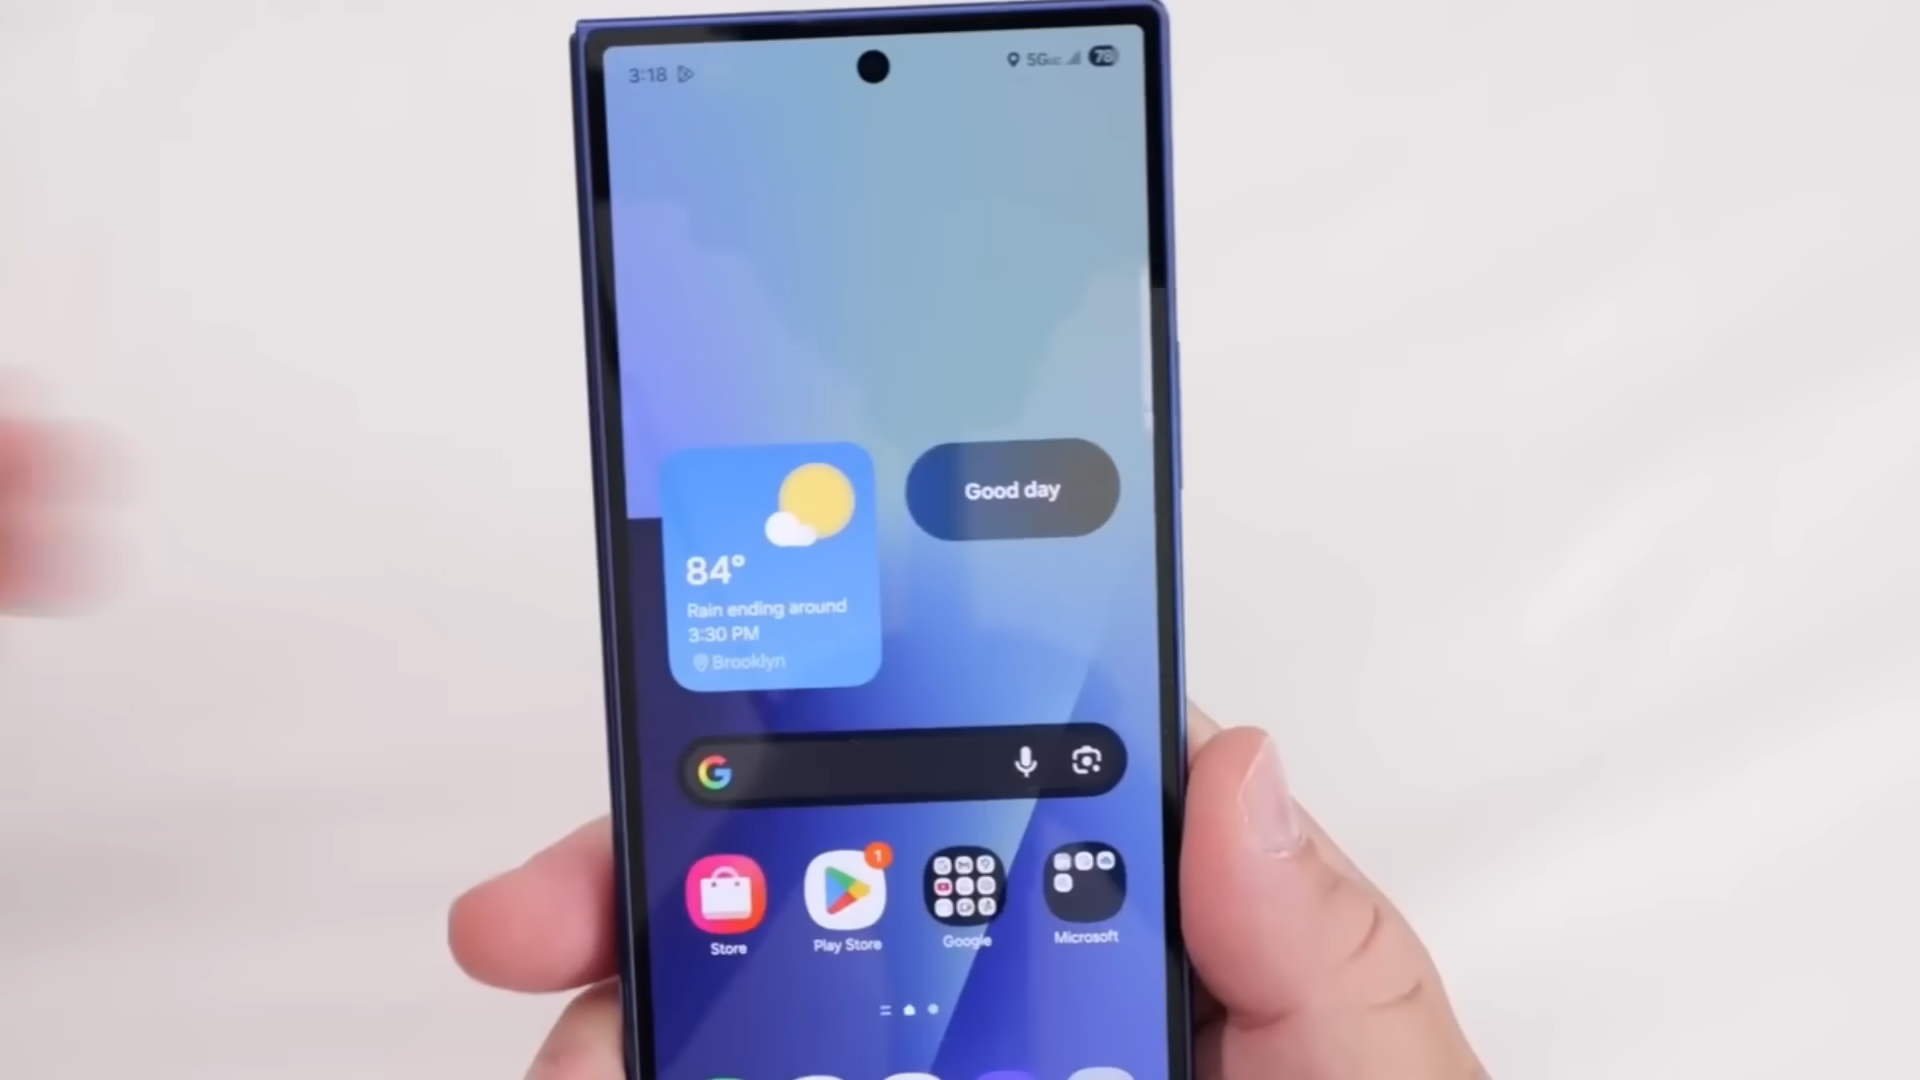 3:18
5G
78
Good day
84°
Rain ending around
3:30 PM
Brooklyn
G
1
Store
Play Store
Google
Microsoft